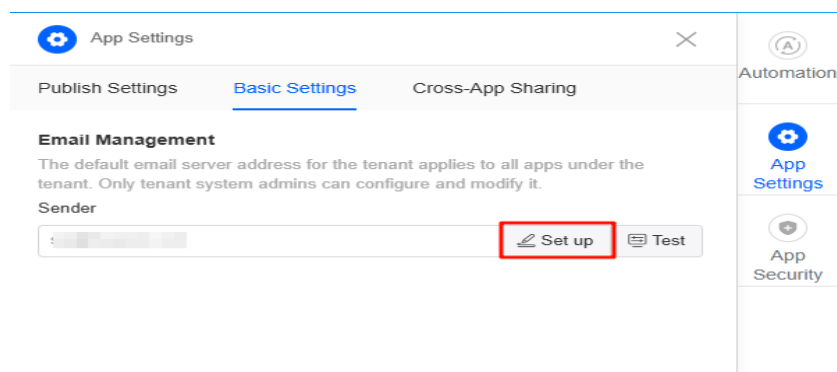 App Settings
Publish Settings Basic Settings Cross-App Sharing
Email Management
The default email server address for the tenant applies to all apps under the
tenant. Only tenant system admins can configure and modify it.
Sender
Set up Test
Automation
App
Settings
App
Security